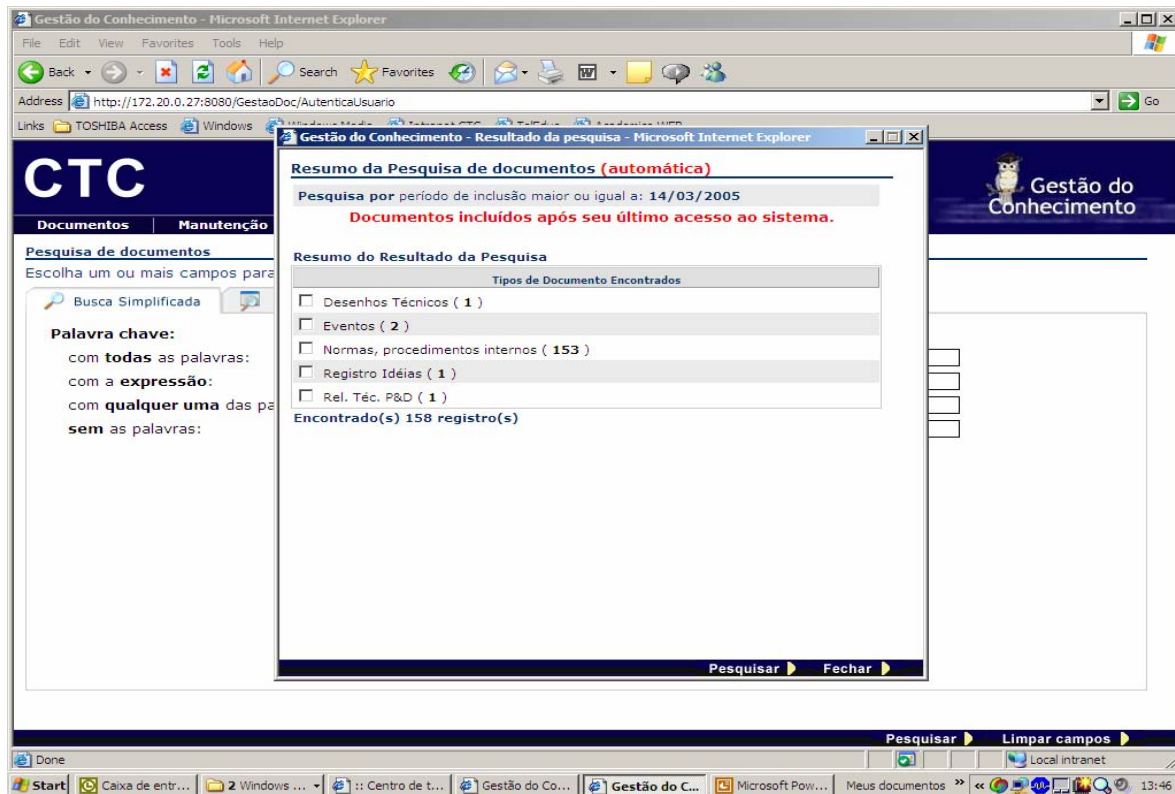 Gestão do Conhecimento - Microsoft Internet Explorer
File Edit View Favorites Tools Help
Back Search Favorites
Address http://172.20.0.27:8080/GestaoDoc/AutenticaUsuario Go
Links TOSHIBA Access Windows
Gestão do Conhecimento - Resultado da pesquisa - Microsoft Internet Explorer
CTC
Gestão do
Conhecimento
Documentos Manutenção
Pesquisa de documentos
Escolha um ou mais campos para
Busca Simplificada
Palavra chave:
com todas as palavras:
com a expressão:
com qualquer uma das pa
sem as palavras:
Resumo da Pesquisa de documentos (automática)
Pesquisa por período de inclusão maior ou igual a: 14/03/2005
Documentos incluídos após seu último acesso ao sistema.
Resumo do Resultado da Pesquisa
Tipos de Documento Encontrados
Desenhos Técnicos ( 1 )
Eventos ( 2 )
Normas, procedimentos internos ( 153 )
Registro Idéias ( 1 )
Rel. Téc. P&D ( 1 )
Encontrado(s) 158 registro(s)
Pesquisar Fechar
Pesquisar Limpar campos
Done Local intranet
Start Caixa de entr... 2 Windows ... :: Centro de t... Gestão do Co... Gestão do C... Microsoft Pow... Meus documentos » « 13:46